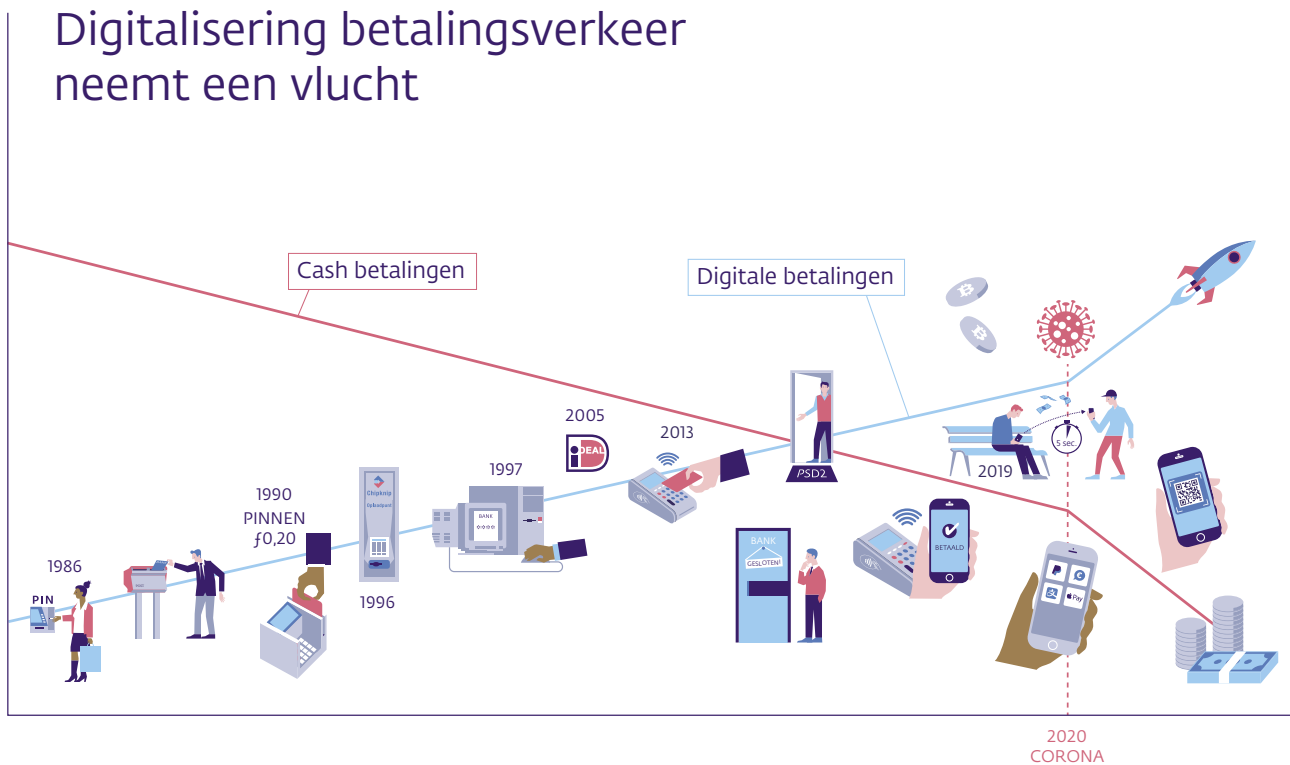 Digitalisering betalingsverkeer
neemt een vlucht
Cash betalingen
Digitale betalingen
1986
PIN
1990
PINNEN
ƒ0,20
Chipknip
Oplaadpunt
1996
1997
BANK
****
2005
iDEAL
2013
PSD2
BANK
GESLOTEN!
BETAALD
2019
5 sec.
Pay
2020
CORONA